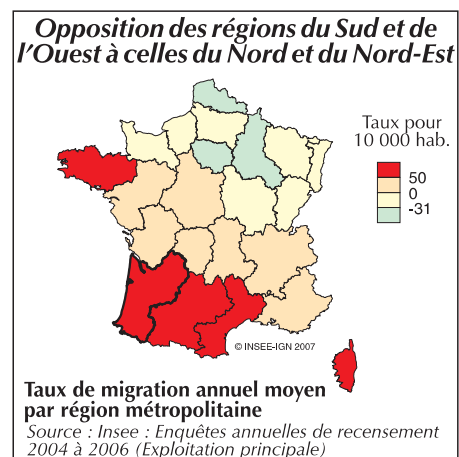 Opposition des régions du Sud et de
l'Ouest à celles du Nord et du Nord-Est
Taux pour
10 000 hab.
50
0
-31
© INSEE-IGN 2007
Taux de migration annuel moyen
par région métropolitaine
Source : Insee : Enquêtes annuelles de recensement
2004 à 2006 (Exploitation principale)